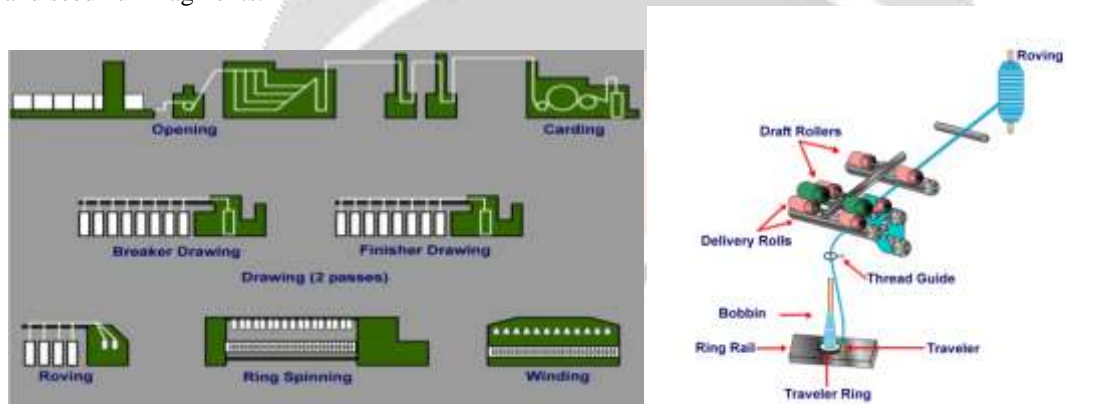 Opening
Carding
Breaker Drawing
Finisher Drawing
Drawing (2 passes)
Roving
Ring Spinning
Winding
Roving
Draft Rollers
Delivery Rolls
Thread Guide
Bobbin
Ring Rail
Traveler
Traveler Ring